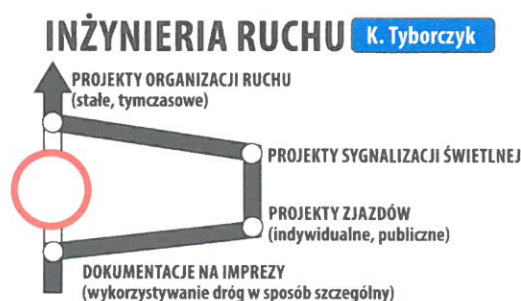 INŻYNIERIA RUCHU K. Tyborczyk
PROJEKTY ORGANIZACJI RUCHU
(stałe, tymczasowe)
PROJEKTY SYGNALIZACJI ŚWIETLNEJ
PROJEKTY ZJAZDÓW
(indywidualne, publiczne)
DOKUMENTACJE NA IMPREZY
(wykorzystywanie dróg w sposób szczególny)